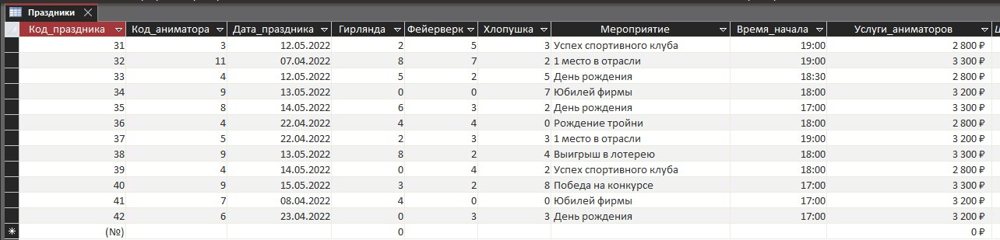 Праздники
Код_праздника Код_аниматора Дата_праздника Гирлянда Фейерверк Хлопушка Мероприятие Время_начала Услуги_аниматоров
31 3 12.05.2022 2 5 3 Успех спортивного клуба 19:00 2 800 ₽
32 11 07.04.2022 8 7 2 1 место в отрасли 19:00 3 300 ₽
33 4 12.05.2022 5 2 5 День рождения 18:30 2 800 ₽
34 9 13.05.2022 0 0 7 Юбилей фирмы 18:00 3 200 ₽
35 8 14.05.2022 6 3 2 День рождения 17:00 3 300 ₽
36 4 22.04.2022 4 4 0 Рождение тройни 18:00 2 800 ₽
37 5 22.04.2022 2 3 3 1 место в отрасли 19:00 3 200 ₽
38 9 13.05.2022 8 2 4 Выигрыш в лотерею 18:00 3 300 ₽
39 4 14.05.2022 0 4 2 Успех спортивного клуба 18:00 2 800 ₽
40 9 15.05.2022 3 2 8 Победа на конкурсе 17:00 3 300 ₽
41 7 08.04.2022 4 0 0 Юбилей фирмы 17:00 3 200 ₽
42 6 23.04.2022 0 3 3 День рождения 17:00 3 200 ₽
(№) 0 0 ₽